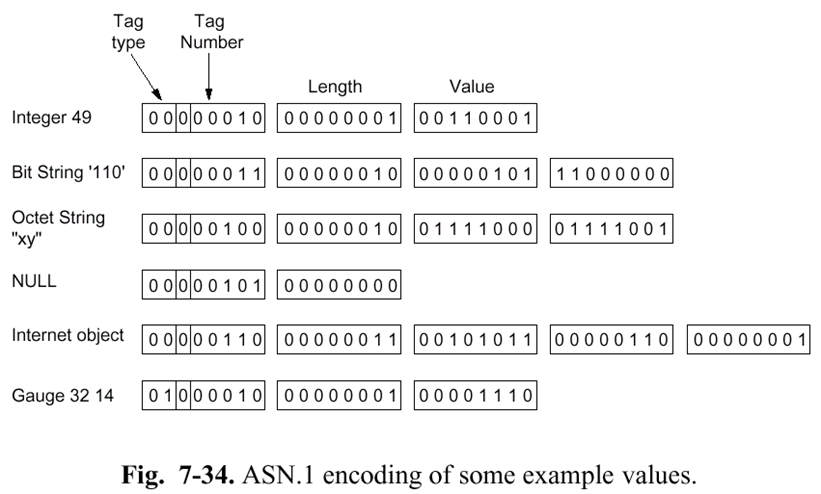 Tag Tag
type Number
Length Value
Integer 49 0 0 0 0 0 0 1 0 0 0 0 0 0 0 0 1 0 0 1 1 0 0 0 1
Bit String '110' 0 0 0 0 0 0 1 1 0 0 0 0 0 0 1 0 0 0 0 0 0 1 0 1 1 1 0 0 0 0 0 0
Octet String
"xy" 0 0 0 0 0 1 0 0 0 0 0 0 0 0 1 0 0 1 1 1 1 0 0 0 0 1 1 1 1 0 0 1
NULL 0 0 0 0 0 1 0 1 0 0 0 0 0 0 0 0
Internet object 0 0 0 0 0 1 1 0 0 0 0 0 0 0 1 1 0 0 1 0 1 0 1 1 0 0 0 0 0 1 1 0 0 0 0 0 0 0 0 1
Gauge 32 14 0 1 0 0 0 0 1 0 0 0 0 0 0 0 0 1 0 0 0 0 1 1 1 0
Fig. 7-34. ASN.1 encoding of some example values.